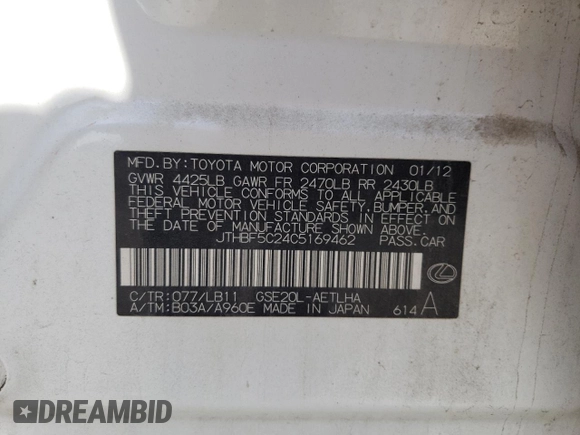 MFD.BY:TOYOTA MOTOR CORPORATION 01/12
GVWR 4425LB GAWR FR 2470LB RR 2430LB
THIS VEHICLE CONFORMS TO ALL APPLICABLE
FEDERAL MOTOR VEHICLE SAFETY,BUMPER,AND
THEFT PREVENTION STANDARDS IN EFFECT ON
THE DATE OF MANUFACTURE SHOWN ABOVE.
JTHBF5C24C5169462 PASS.CAR
C/TR:077/LB11 GSE20L-AETLHA
A/TM:B03A/A960E MADE IN JAPAN 614 A
DREAMBID